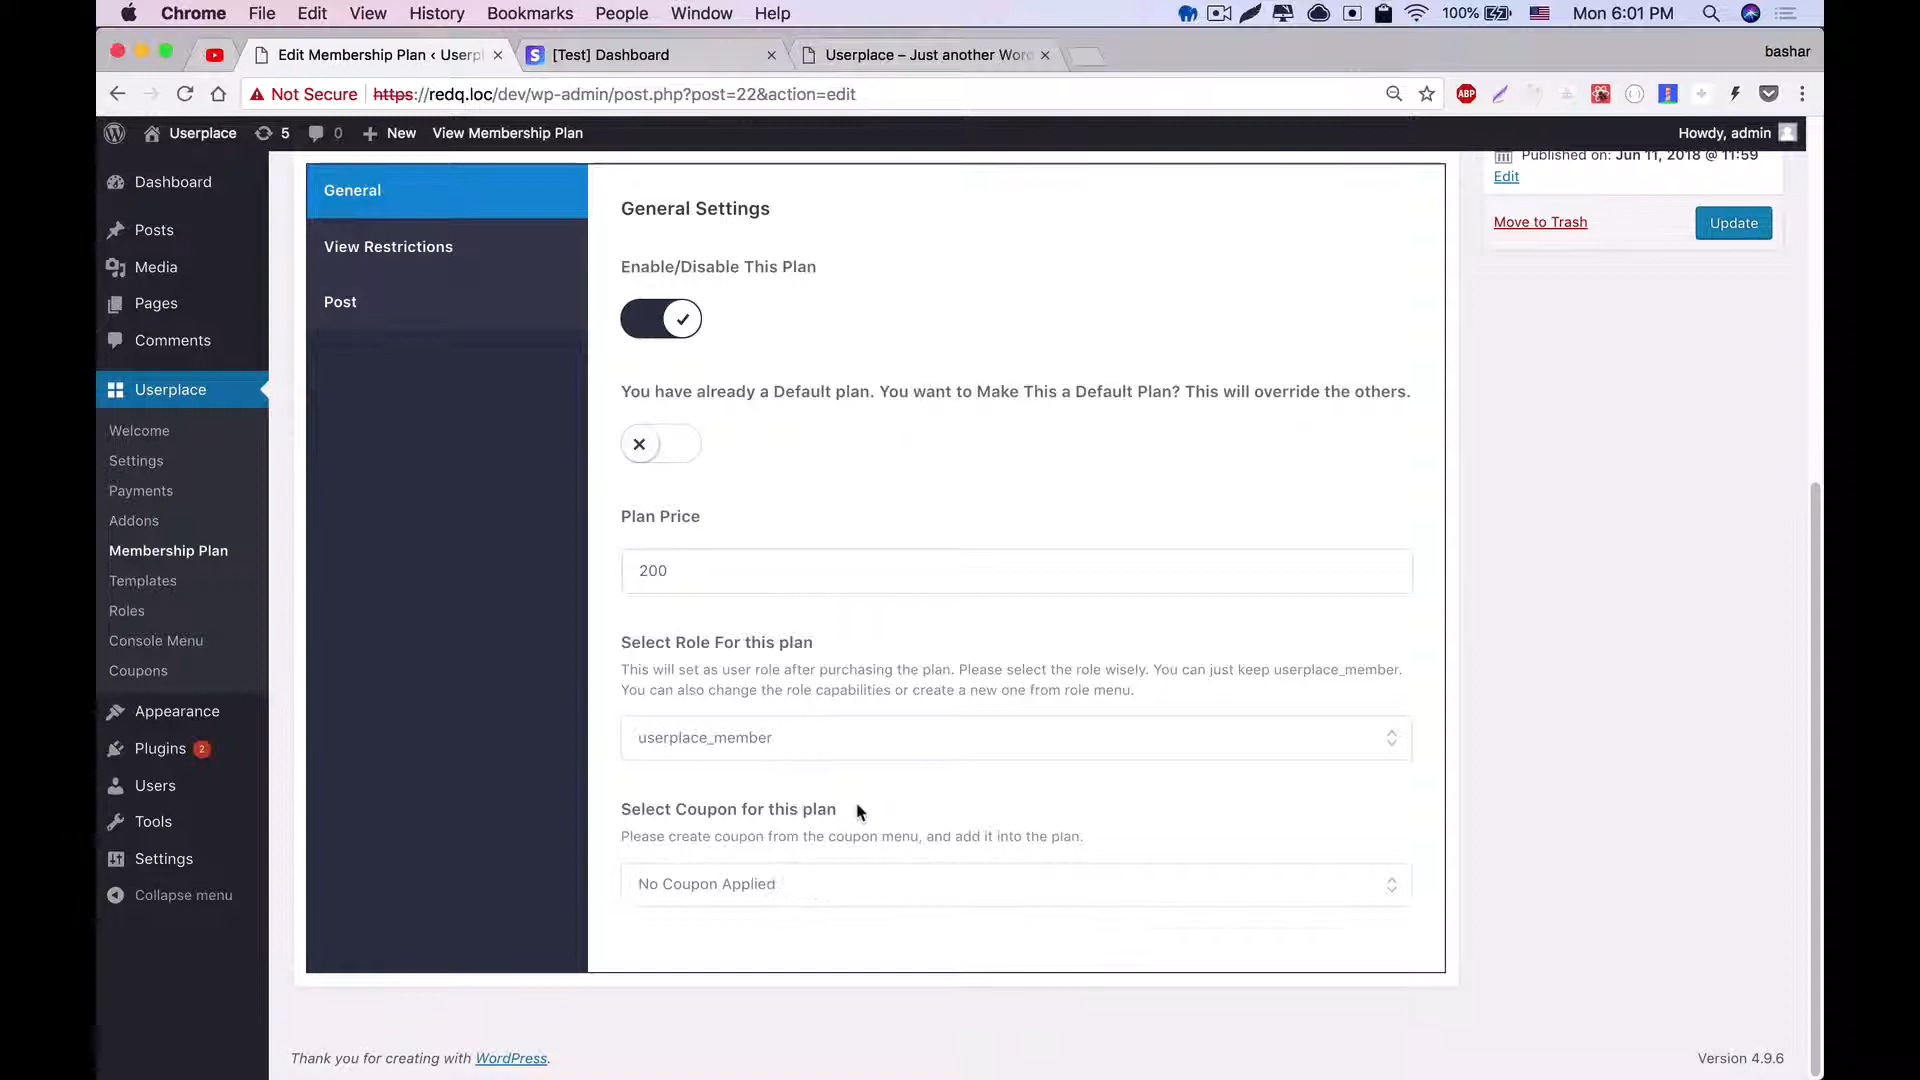 Chrome File Edit View History Bookmarks People Window Help 100% Mon 6:01 PM
Edit Membership Plan ‹ Userpl
[Test] Dashboard
Userplace – Just another Wor
bashar
Not Secure https://redq.loc/dev/wp-admin/post.php?post=22&action=edit
ABP
Userplace 5 0 New View Membership Plan Howdy, admin
Dashboard
Posts
Media
Pages
Comments
Userplace
Welcome
Settings
Payments
Addons
Membership Plan
Templates
Roles
Console Menu
Coupons
Appearance
Plugins 2
Users
Tools
Settings
Collapse menu
General
View Restrictions
Post
General Settings
Enable/Disable This Plan
You have already a Default plan. You want to Make This a Default Plan? This will override the others.
Plan Price
200
Select Role For this plan
This will set as user role after purchasing the plan. Please select the role wisely. You can just keep userplace_member.
You can also change the role capabilities or create a new one from role menu.
userplace_member
Select Coupon for this plan
Please create coupon from the coupon menu, and add it into the plan.
No Coupon Applied
Published on: Jun 11, 2018 @ 11:59
Edit
Move to Trash
Update
Thank you for creating with WordPress.
Version 4.9.6